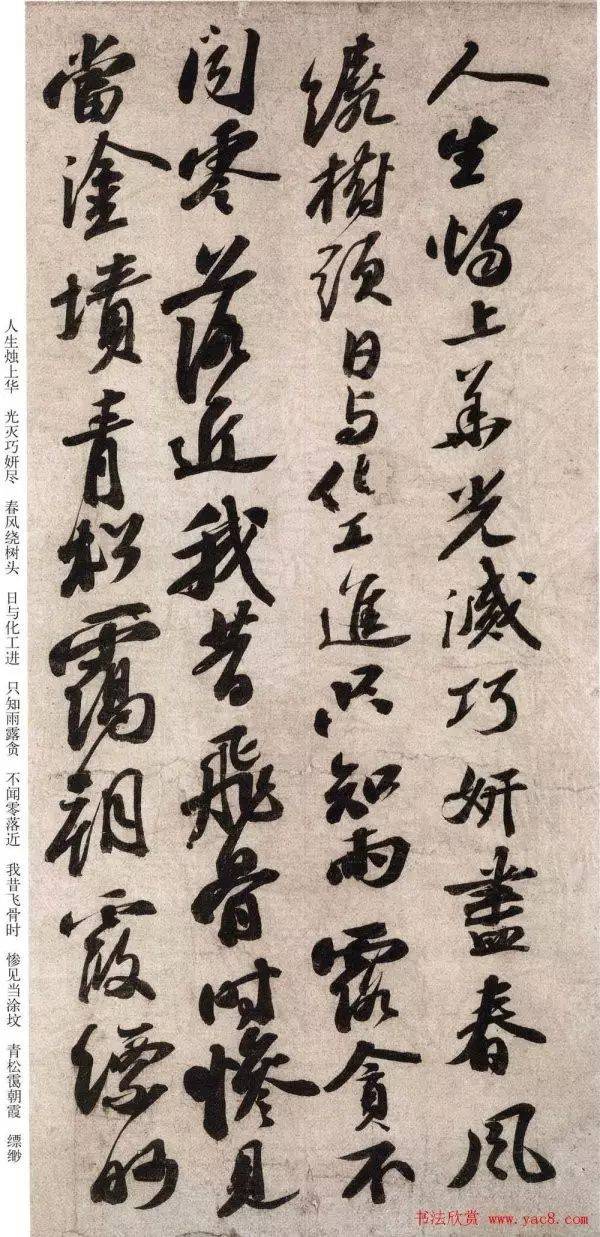 人生燭上華光滅巧妍盡春風
繞樹頭日与化工進只知雨露貪不
聞零落近我昔飛骨時慘見
當塗墳青松靄朝霞縹眇
人生烛上华 光灭巧妍尽 春风绕树头 日与化工进 只知雨露贪 不闻零落近 我昔飞骨时 惨见当涂坟 青松霭朝霞 缥缈
书法欣赏 www.yac8.com